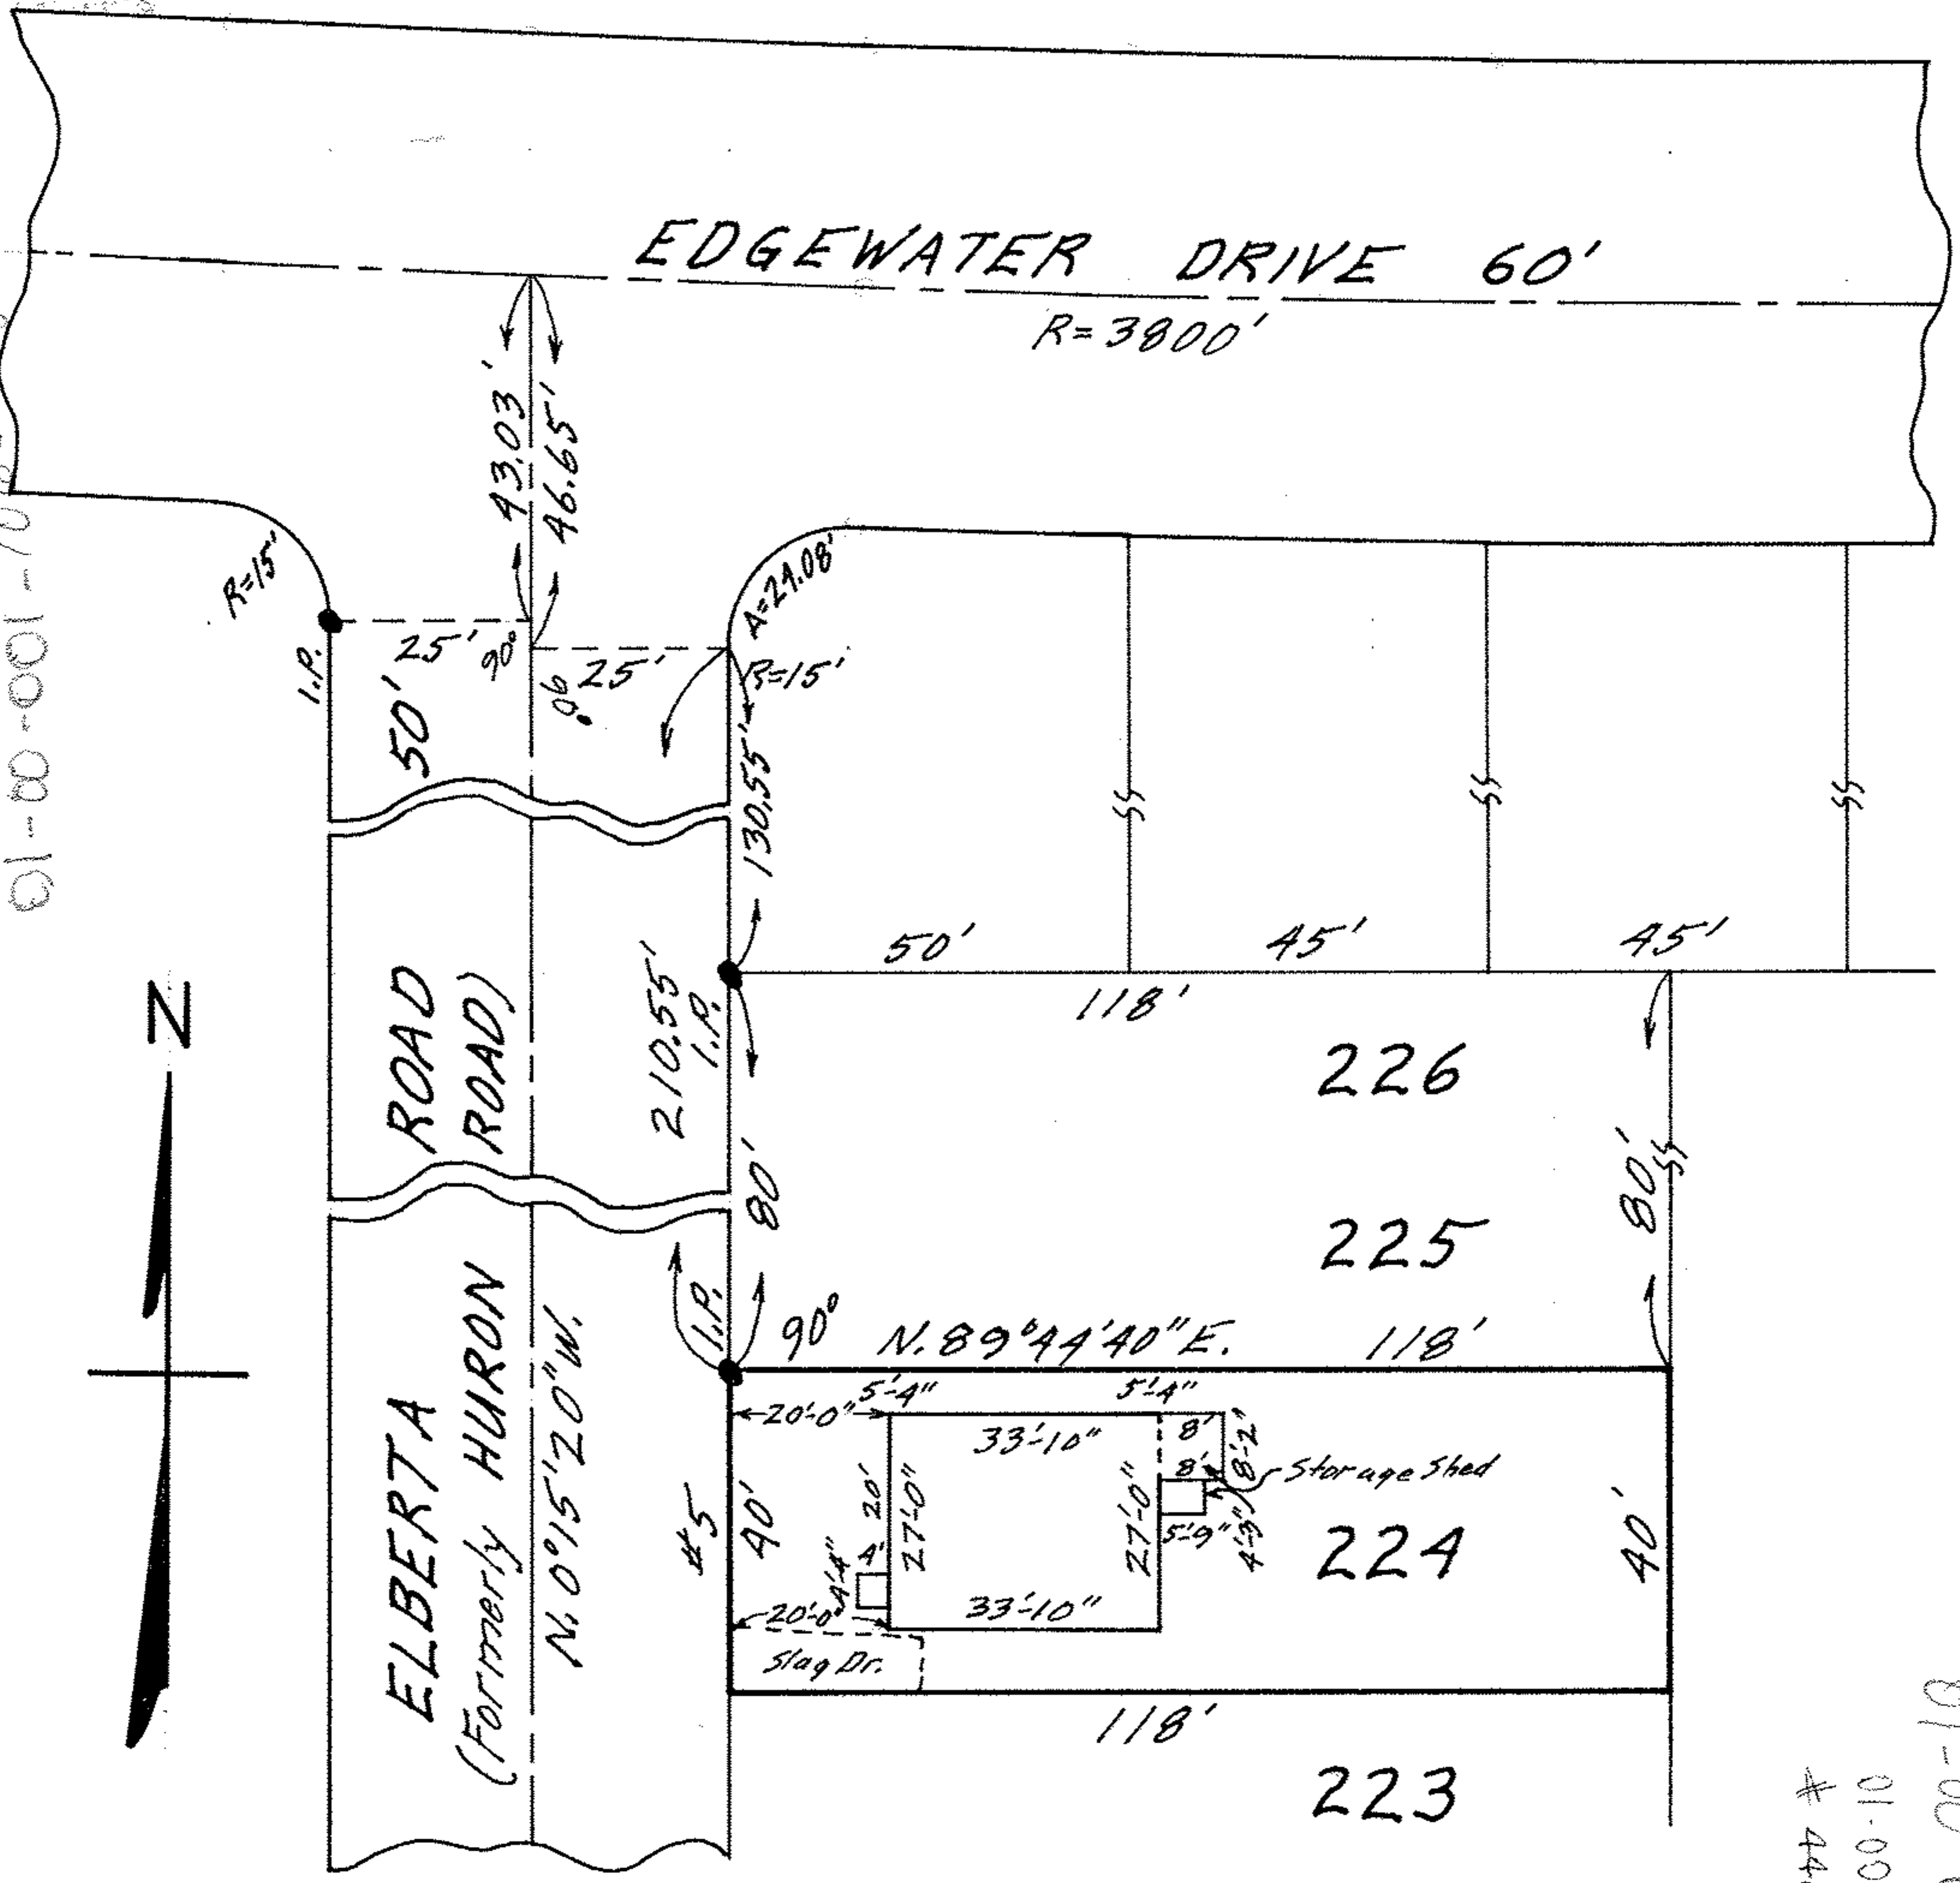 EDGEWATER DRIVE 60'
R=3800'
43.03'
46.65'
R=15'
I.P.
25'
90°
25'
90°
A=24.08'
R=15'
50'
130.55'
50'
45'
45'
118'
N
ROAD
ROAD)
210.55'
I.P.
226
80'
80'
225
I.P.
90°
N. 89°44'40" E.
118'
ELBERTA
(Formerly HURON
N. 0°15'20" W.
#5
40'
20'-0"
5'-4"
5'-4"
33'-10"
8'
8'-2"
8'
Storage Shed
20'
27'-0"
27'-0"
5'-9"
4'-3"
224
40'
4'
4'-4"
20'-0"
33'-10"
Slag Dr.
118'
223
01-00
# 44